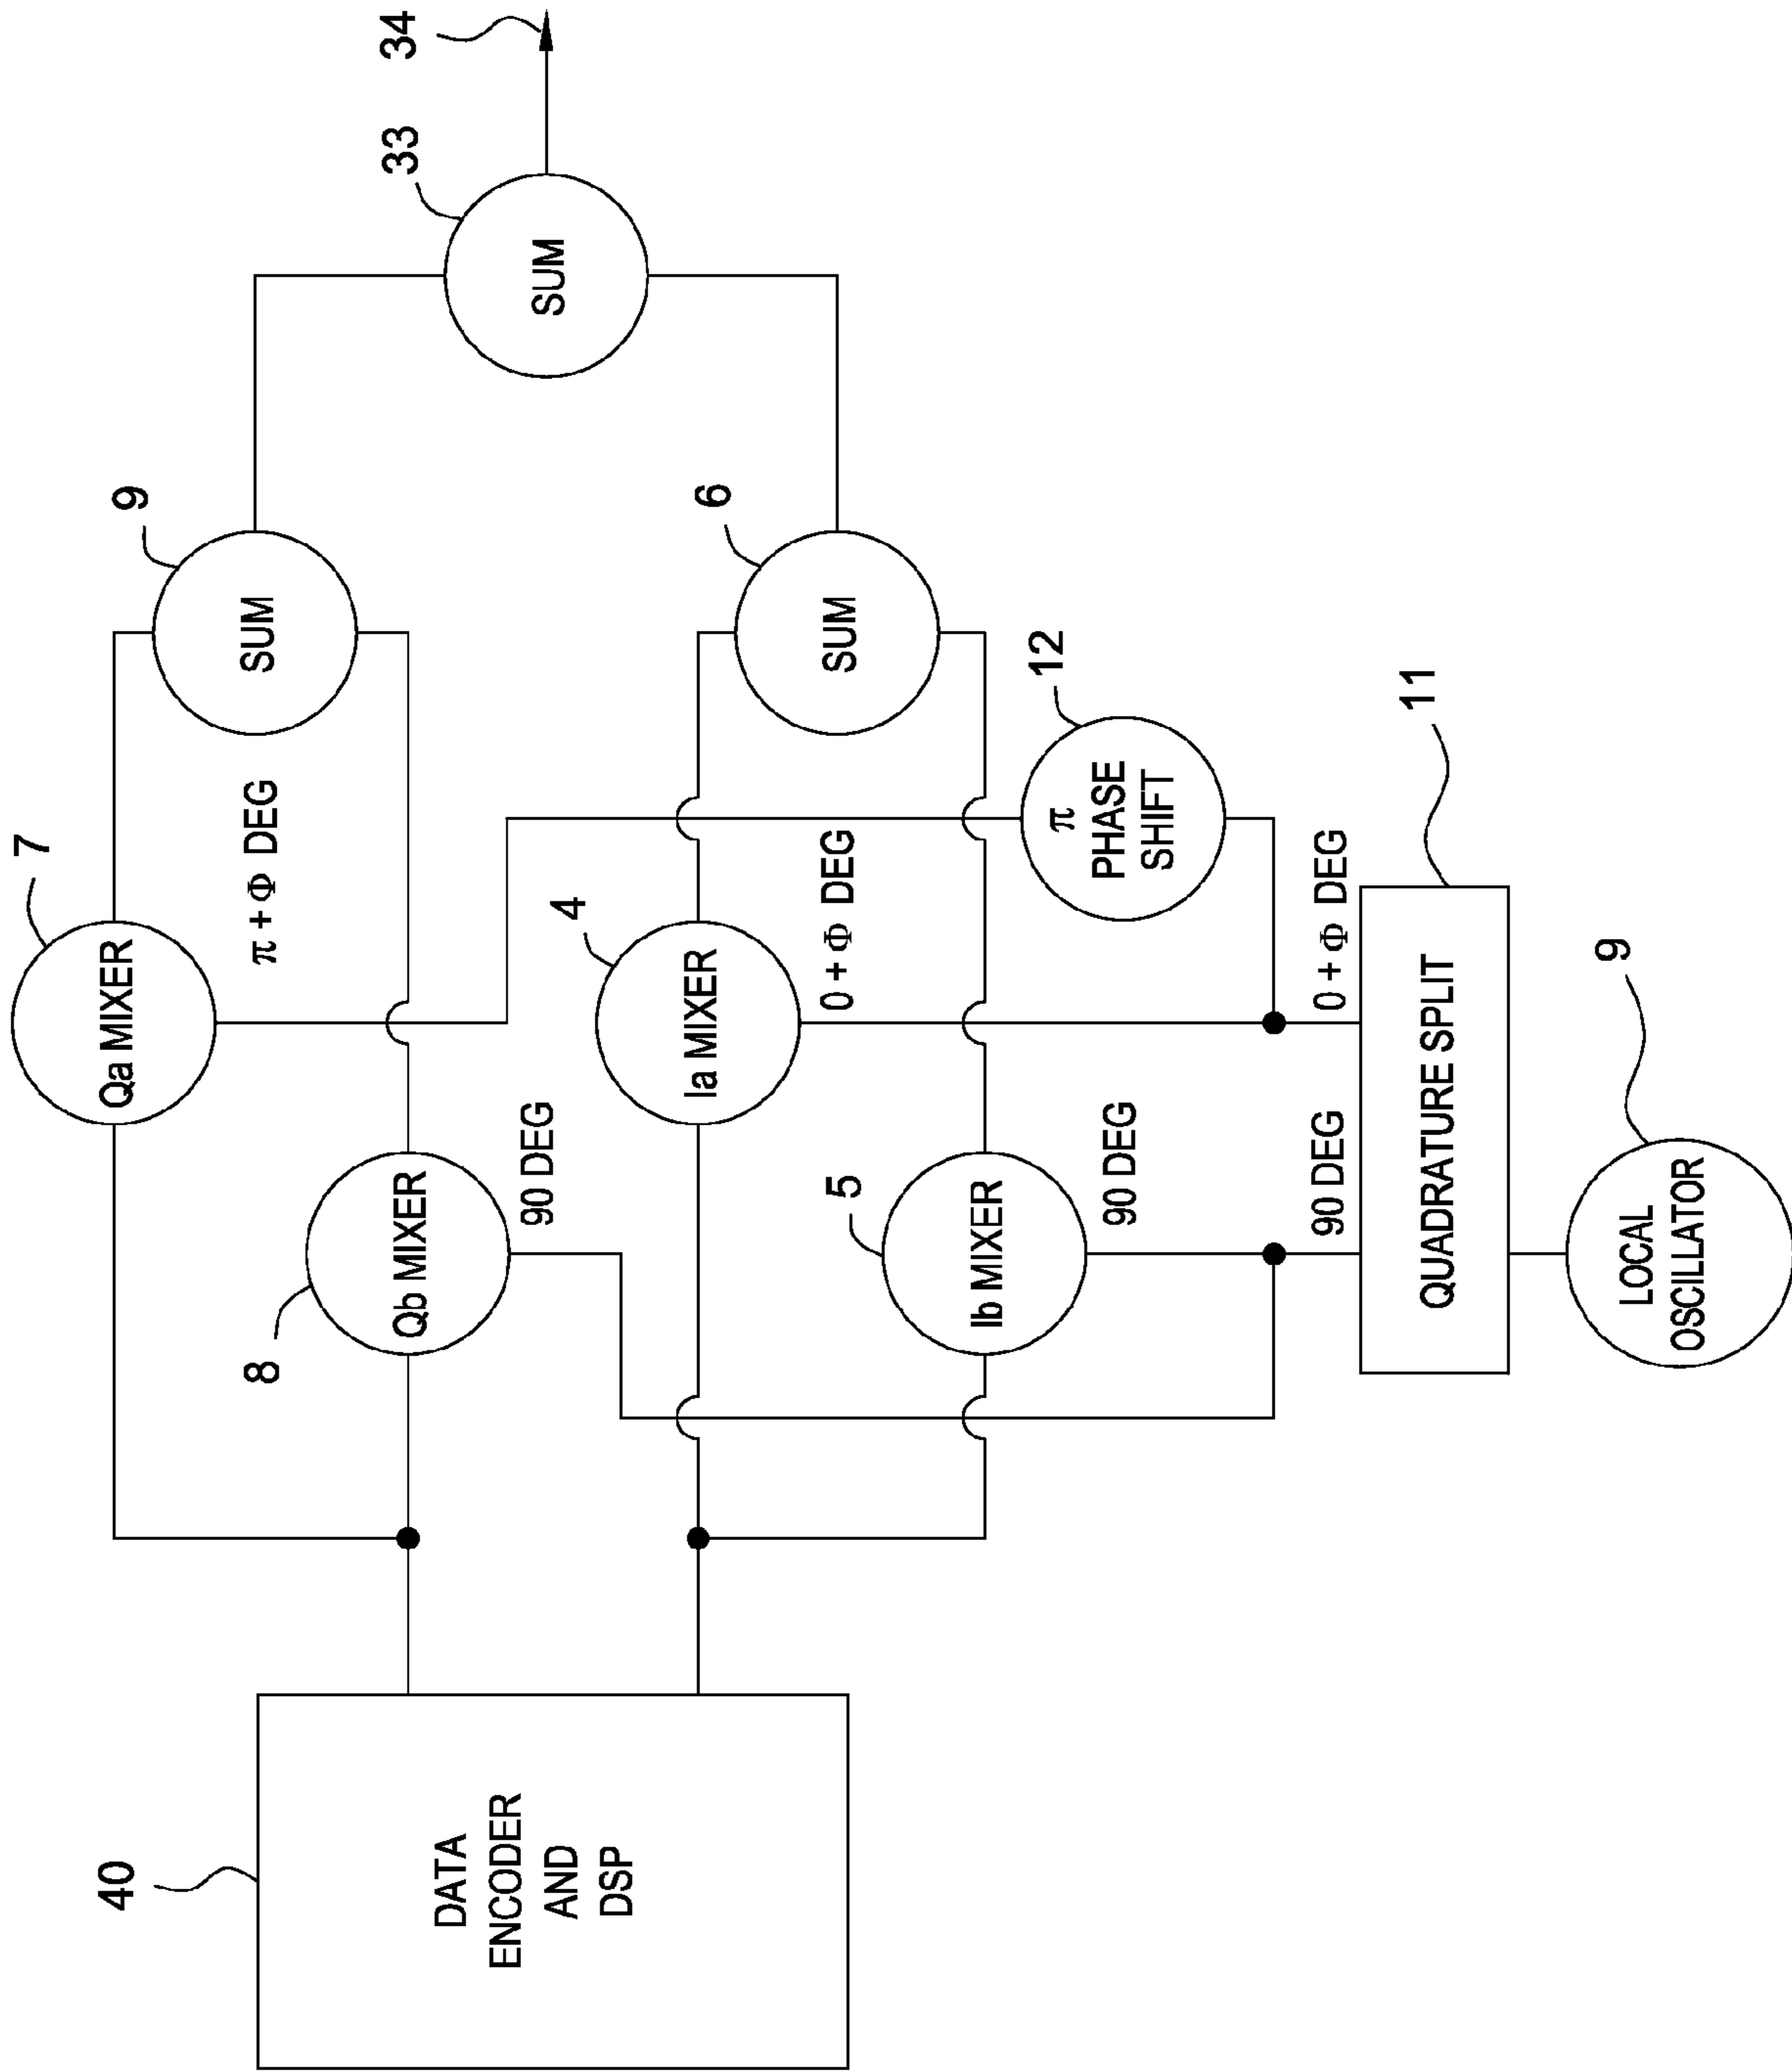 40
DATA
ENCODER
AND
DSP
7
Qa MIXER
π + Φ DEG
8
Qb MIXER
90 DEG
9
SUM
4
Ia MIXER
0 + Φ DEG
5
Ib MIXER
90 DEG
6
SUM
33
SUM
34
12
π
PHASE
SHIFT
90 DEG
0 + Φ DEG
11
QUADRATURE SPLIT
9
LOCAL
OSCILLATOR